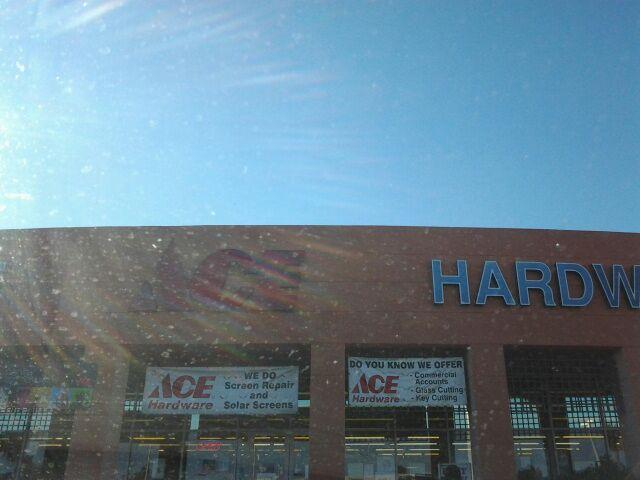 ACE
HARDW
ACE
Hardware
WE DO
Screen Repair
and
Solar Screens
DO YOU KNOW WE OFFER
ACE
Hardware
- Commercial
Accounts
- Glass Cutting
- Key Cutting